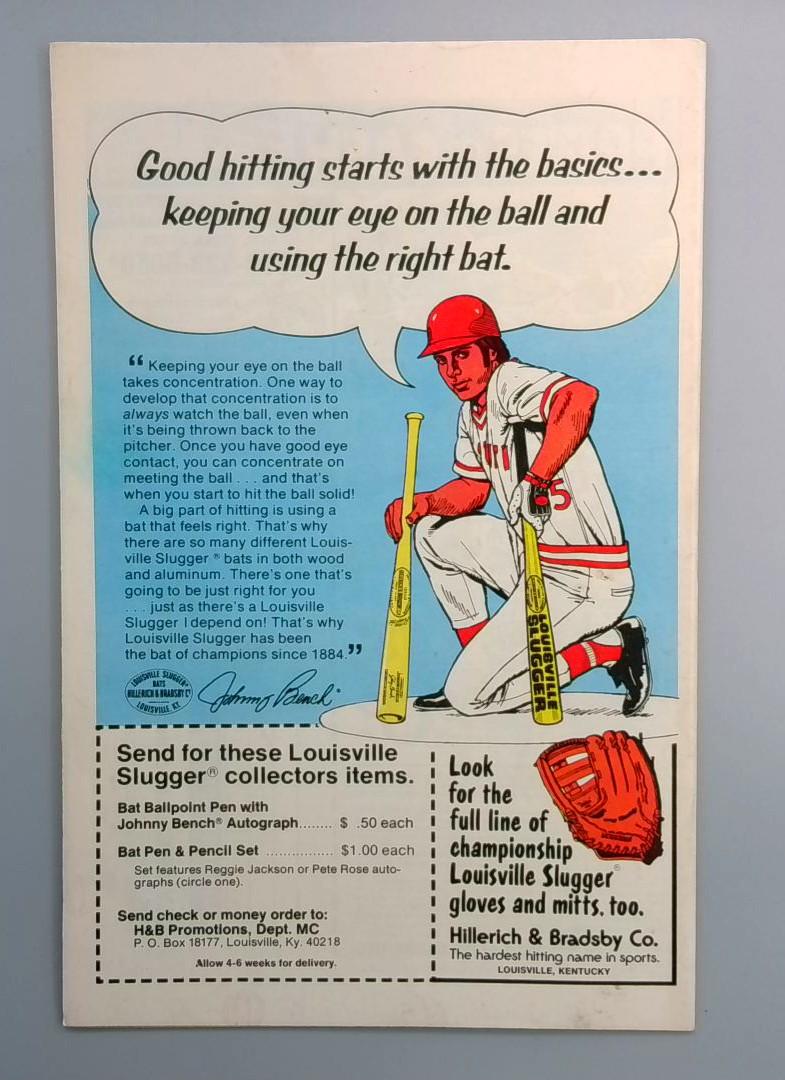 Good hitting starts with the basics...
keeping your eye on the ball and
using the right bat.
“ Keeping your eye on the ball
takes concentration. One way to
develop that concentration is to
always watch the ball, even when
it's being thrown back to the
pitcher. Once you have good eye
contact, you can concentrate on
meeting the ball . . . and that's
when you start to hit the ball solid!
A big part of hitting is using a
bat that feels right. That's why
there are so many different Louis-
ville Slugger ® bats in both wood
and aluminum. There's one that's
going to be just right for you
. . . just as there's a Louisville
Slugger I depend on! That's why
Louisville Slugger has been
the bat of champions since 1884.”
LOUISVILLE SLUGGER
BATS
HILLERICH & BRADSBY Cº
LOUISVILLE, KY.
Johnny Bench®
5
LOUISVILLE
SLUGGER
Send for these Louisville
Slugger® collectors items.
Bat Ballpoint Pen with
Johnny Bench® Autograph........ $ .50 each
Bat Pen & Pencil Set ................ $1.00 each
Set features Reggie Jackson or Pete Rose auto-
graphs (circle one).
Send check or money order to:
H&B Promotions, Dept. MC
P. O. Box 18177, Louisville, Ky. 40218
Allow 4-6 weeks for delivery.
Look
for the
full line of
championship
Louisville Slugger®
gloves and mitts, too.
Hillerich & Bradsby Co.
The hardest hitting name in sports.
LOUISVILLE, KENTUCKY